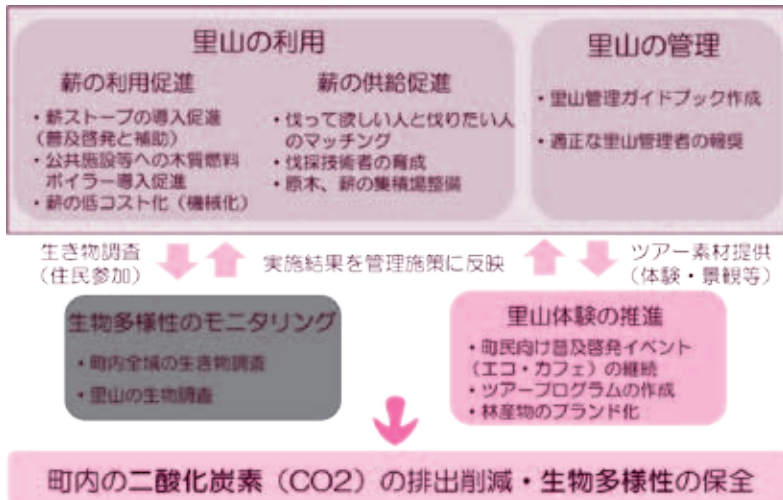 里山の利用
薪の利用促進
・薪ストーブの導入促進
(普及啓発と補助)
・公共施設等への木質燃料
ボイラー導入促進
・薪の低コスト化(機械化)
薪の供給促進
・伐って欲しい人と伐りたい人
のマッチング
・伐採技術者の育成
・原木、薪の集積場整備
里山の管理
・里山管理ガイドブック作成
・適正な里山管理者の報奨
生き物調査
(住民参加)
実施結果を管理施策に反映
ツアー素材提供
(体験・景観等)
生物多様性のモニタリング
・町内全域の生き物調査
・里山の生物調査
里山体験の推進
・町民向け普及啓発イベント
(エコ・カフェ)の継続
・ツアープログラムの作成
・林産物のブランド化
町内の二酸化炭素(CO2)の排出削減・生物多様性の保全